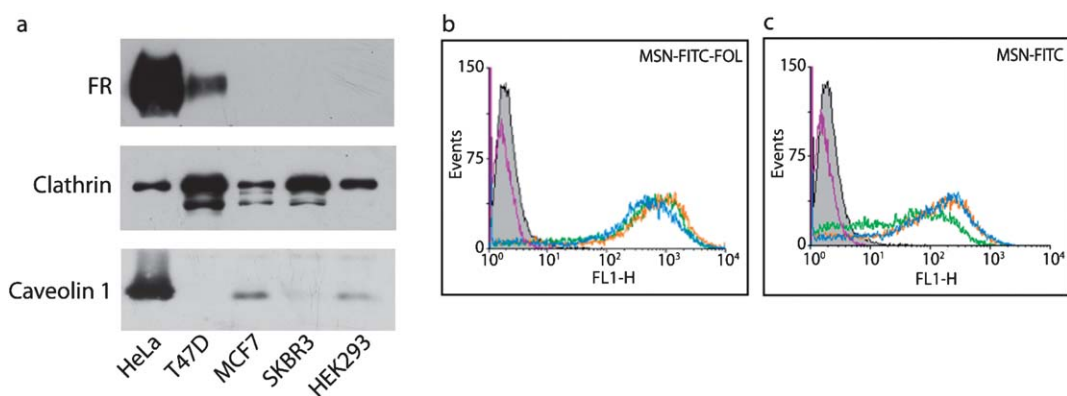 a
FR
Clathrin
Caveolin 1
HeLa
T47D
MCF7
SKBR3
HEK293
b
MSN-FITC-FOL
150
75
0
Events
10⁰ 10¹ 10² 10³ 10⁴
FL1-H
c
MSN-FITC
150
75
0
Events
10⁰ 10¹ 10² 10³ 10⁴
FL1-H